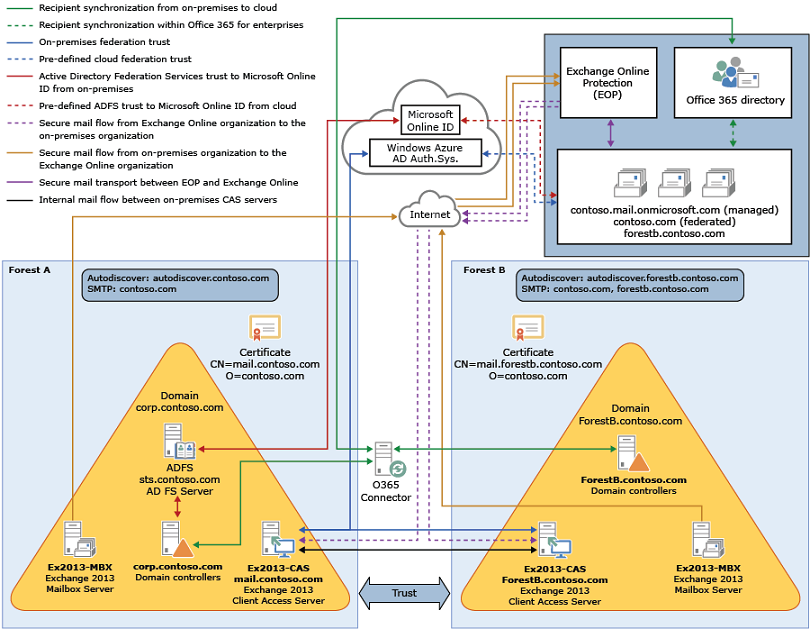 Recipient synchronization from on-premises to cloud
Recipient synchronization within Office 365 for enterprises
On-premises federation trust
Pre-defined cloud federation trust
Active Directory Federation Services trust to Microsoft Online
ID from on-premises
Pre-defined ADFS trust to Microsoft Online ID from cloud
Secure mail flow from Exchange Online organization to the
on-premises organization
Secure mail flow from on-premises organization to the
Exchange Online organization
Secure mail transport between EOP and Exchange Online
Internal mail flow between on-premises CAS servers
Exchange Online
Protection
(EOP)
Office 365 directory
Microsoft
Online ID
Windows Azure
AD Auth.Sys.
Internet
contoso.mail.onmicrosoft.com (managed)
contoso.com (federated)
forestb.contoso.com
Forest A
Autodiscover: autodiscover.contoso.com
SMTP: contoso.com
Certificate
CN=mail.contoso.com
O=contoso.com
Domain
corp.contoso.com
ADFS
sts.contoso.com
AD FS Server
Ex2013-MBX
Exchange 2013
Mailbox Server
corp.contoso.com
Domain controllers
Ex2013-CAS
mail.contoso.com
Exchange 2013
Client Access Server
O365
Connector
Trust
Forest B
Autodiscover: autodiscover.forestb.contoso.com
SMTP: contoso.com, forestb.contoso.com
Certificate
CN=mail.forestb.contoso.com
O=contoso.com
Domain
ForestB.contoso.com
ForestB.contoso.com
Domain controllers
Ex2013-CAS
ForestB.contoso.com
Exchange 2013
Client Access Server
Ex2013-MBX
Exchange 2013
Mailbox Server